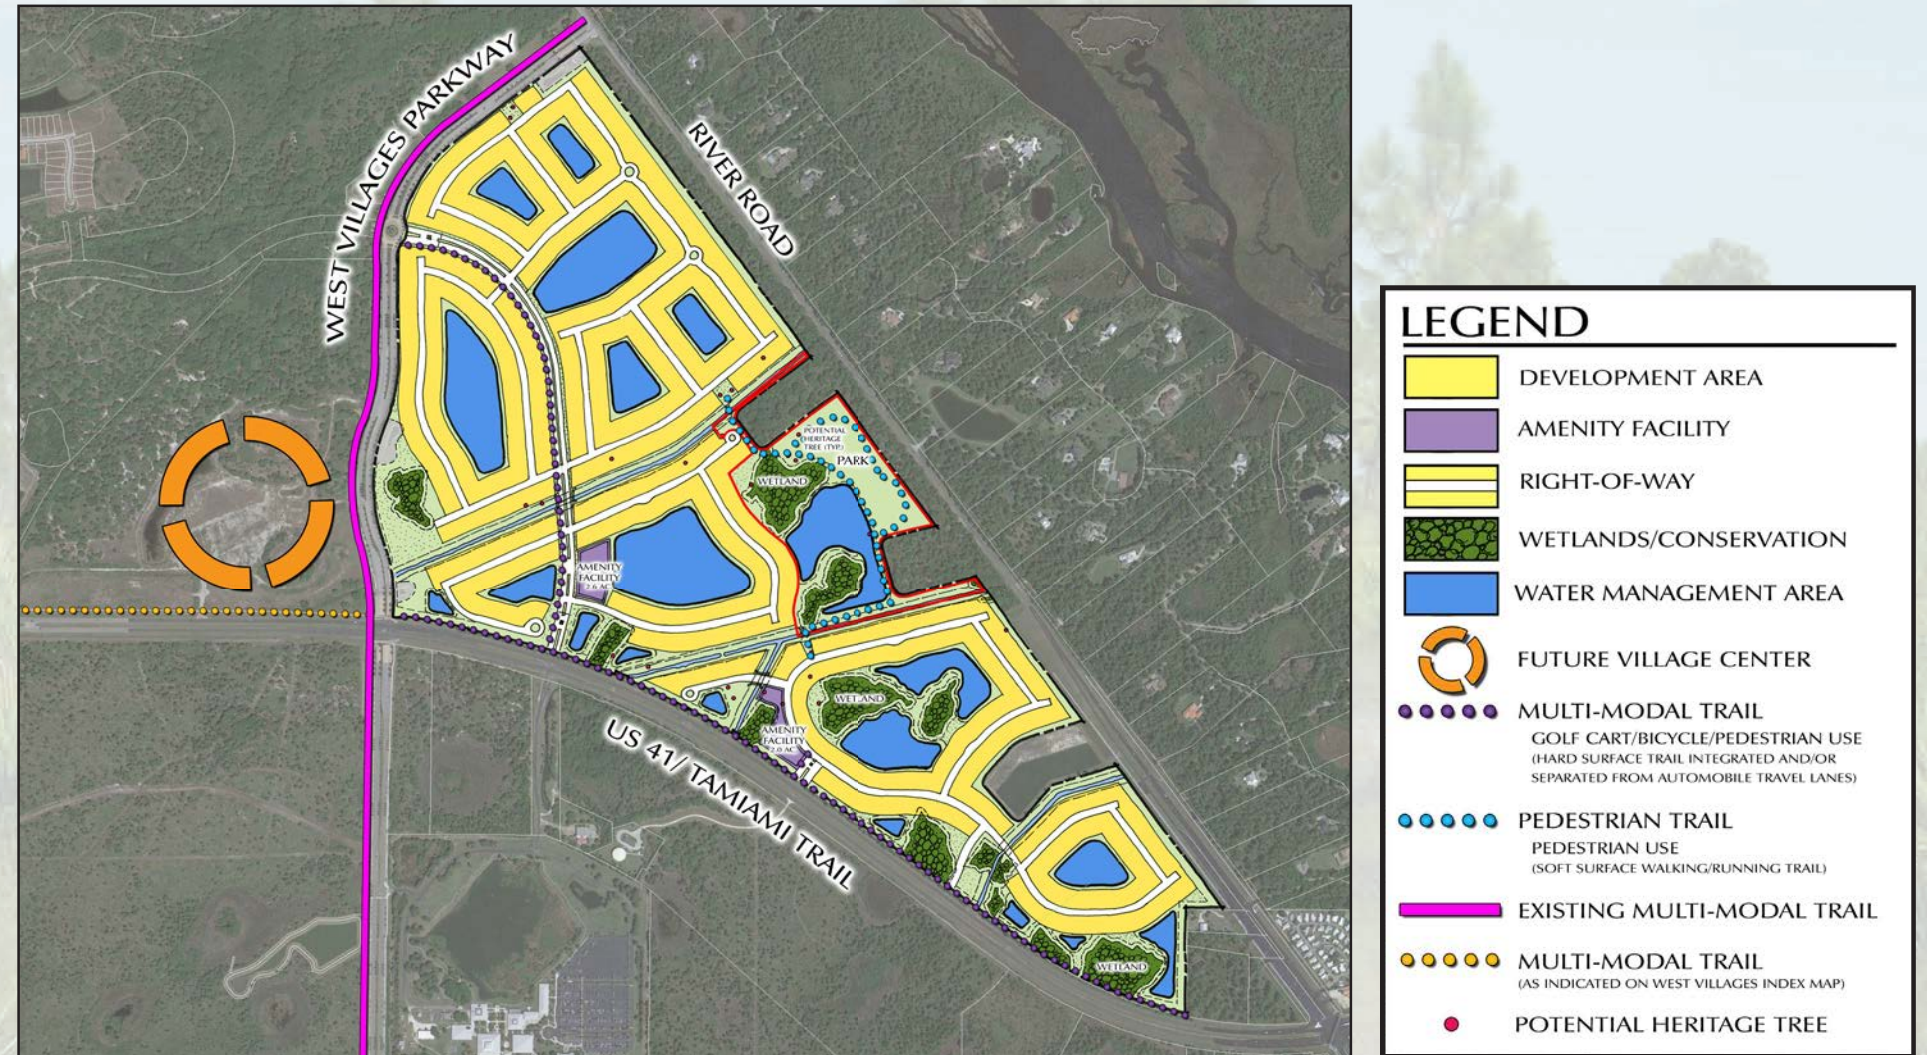 WEST VILLAGES PARKWAY
RIVER ROAD
POTENTIAL
HERITAGE
TREE (TYP.)
PARK
WETLAND
AMENITY
FACILITY
2.6 AC
WETLAND
AMENITY
FACILITY
2.0 AC
US 41/ TAMIAMI TRAIL
WETLAND
LEGEND
DEVELOPMENT AREA
AMENITY FACILITY
RIGHT-OF-WAY
WETLANDS/CONSERVATION
WATER MANAGEMENT AREA
FUTURE VILLAGE CENTER
MULTI-MODAL TRAIL
GOLF CART/BICYCLE/PEDESTRIAN USE
(HARD SURFACE TRAIL INTEGRATED AND/OR
SEPARATED FROM AUTOMOBILE TRAVEL LANES)
PEDESTRIAN TRAIL
PEDESTRIAN USE
(SOFT SURFACE WALKING/RUNNING TRAIL)
EXISTING MULTI-MODAL TRAIL
MULTI-MODAL TRAIL
(AS INDICATED ON WEST VILLAGES INDEX MAP)
POTENTIAL HERITAGE TREE